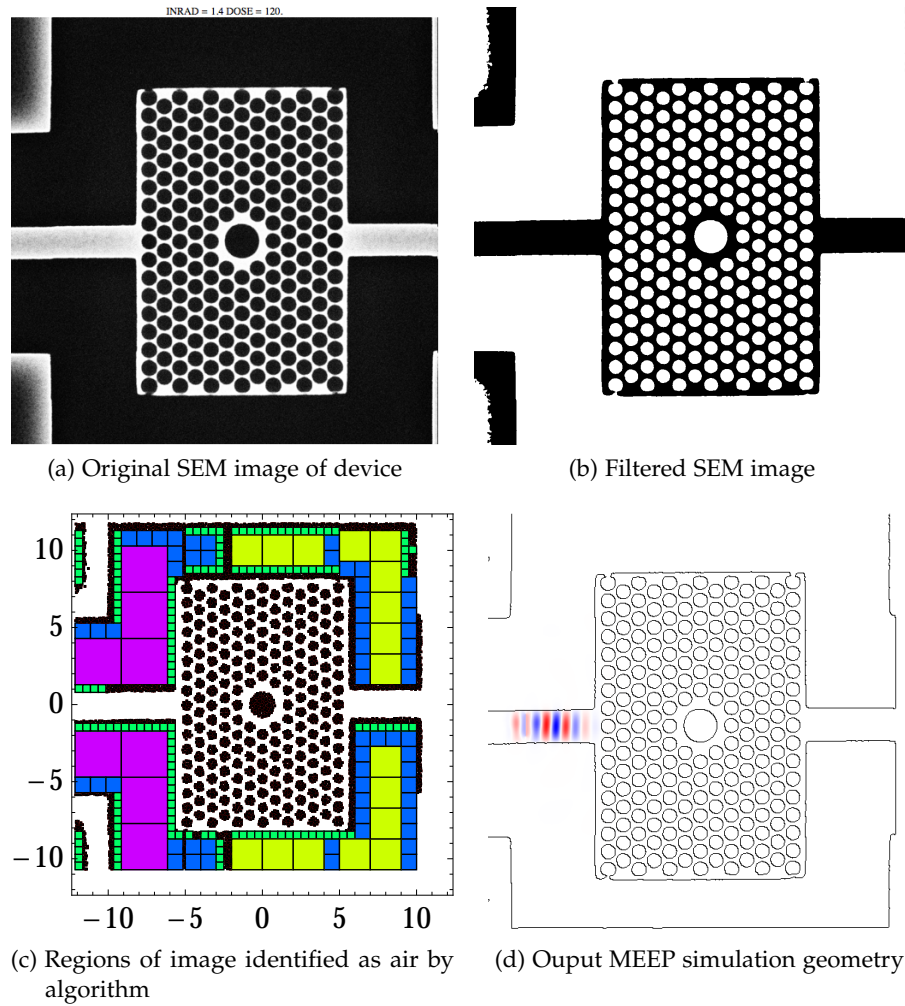 INRAD = 1.4 DOSE = 120.
(a) Original SEM image of device
(b) Filtered SEM image
10
5
0
−5
−10
−10
−5
0
5
10
(c) Regions of image identified as air by
algorithm
(d) Ouput MEEP simulation geometry